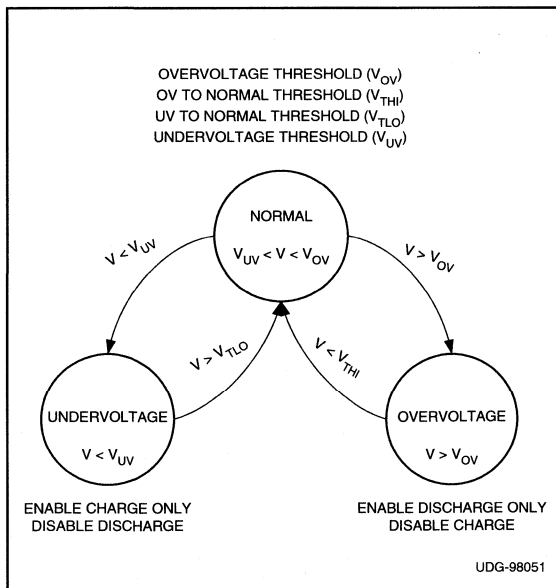 OVERVOLTAGE THRESHOLD (VOV)
OV TO NORMAL THRESHOLD (VTHI)
UV TO NORMAL THRESHOLD (VTLO)
UNDERVOLTAGE THRESHOLD (VUV)
NORMAL
VUV < V < VOV
V < VUV
V > VOV
V > VTLO
V < VTHI
UNDERVOLTAGE
V < VUV
OVERVOLTAGE
V > VOV
ENABLE CHARGE ONLY
DISABLE DISCHARGE
ENABLE DISCHARGE ONLY
DISABLE CHARGE
UDG-98051